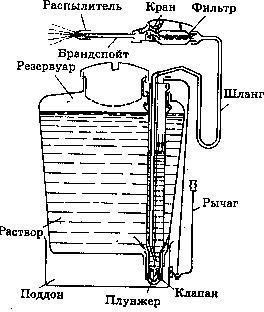 Распылитель
Кран
Фильтр
Брандспойт
Резервуар
Шланг
Рычаг
Раствор
Поддон
Плунжер
Клапан